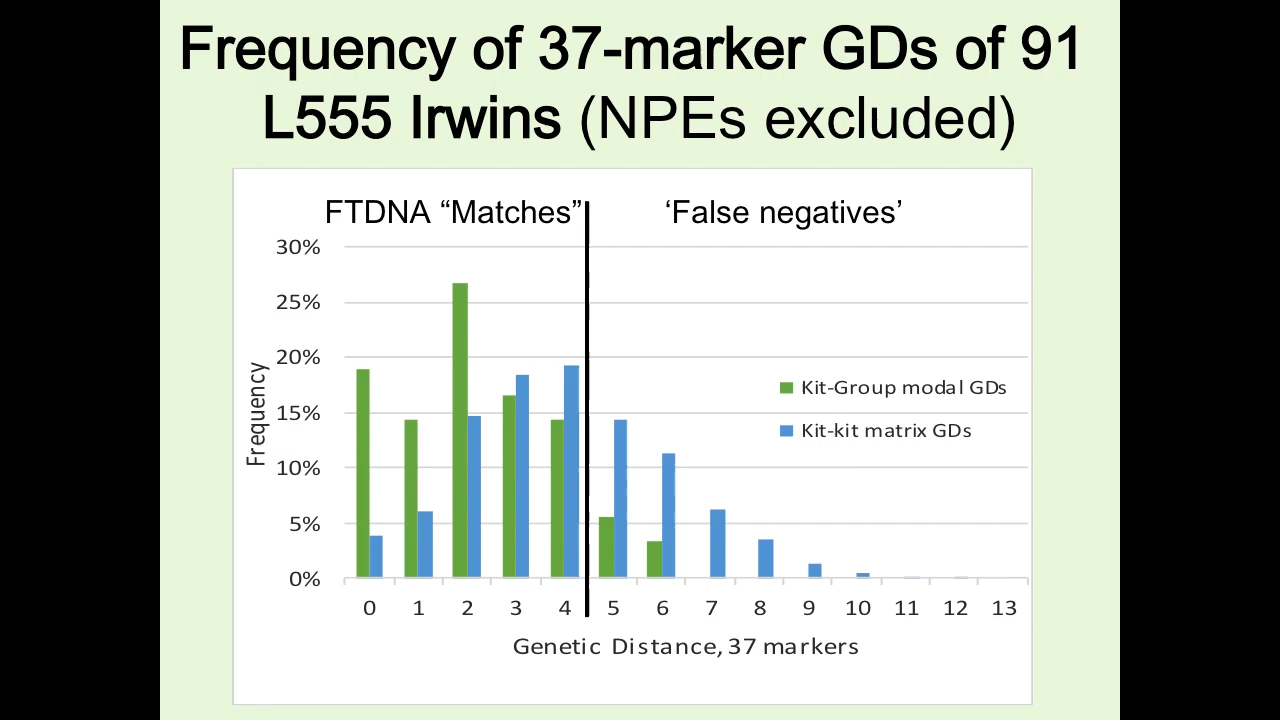 Frequency of 37-marker GDs of 91
L555 Irwins (NPEs excluded)
FTDNA “Matches”
‘False negatives’
30%
25%
20%
15%
10%
5%
0%
Frequency
Kit-Group modal GDs
Kit-kit matrix GDs
0 1 2 3 4 5 6 7 8 9 10 11 12 13
Genetic Distance, 37 markers